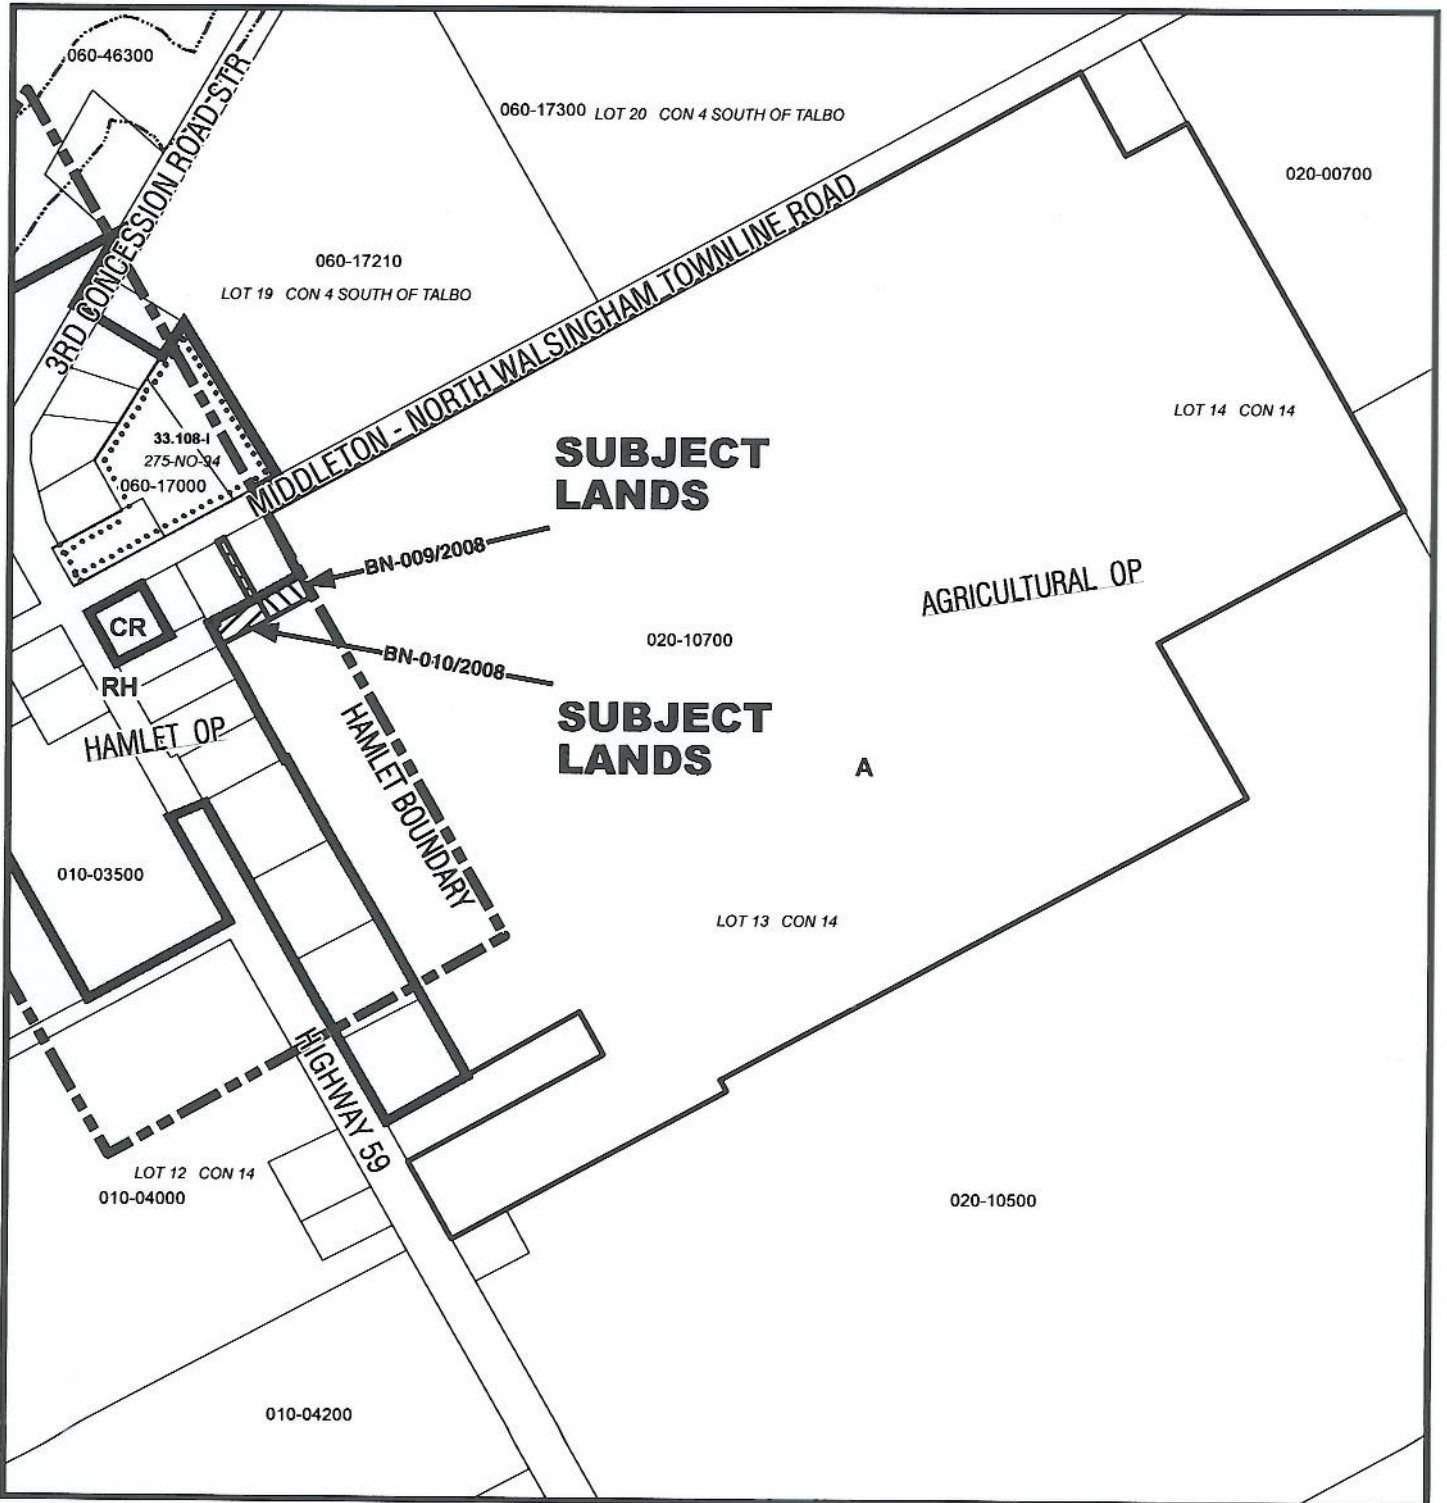 060-46300
3RD CONCESSION ROAD STR
060-17300 LOT 20 CON 4 SOUTH OF TALBO
020-00700
060-17210
LOT 19 CON 4 SOUTH OF TALBO
MIDDLETON - NORTH WALSINGHAM TOWNLINE ROAD
LOT 14 CON 14
33.108-I
275-NO-94
060-17000
SUBJECT
LANDS
BN-009/2008
AGRICULTURAL OP
CR
020-10700
BN-010/2008
RH
HAMLET OP
SUBJECT
LANDS
HAMLET BOUNDARY
A
010-03500
LOT 13 CON 14
HIGHWAY 59
LOT 12 CON 14
010-04000
020-10500
010-04200